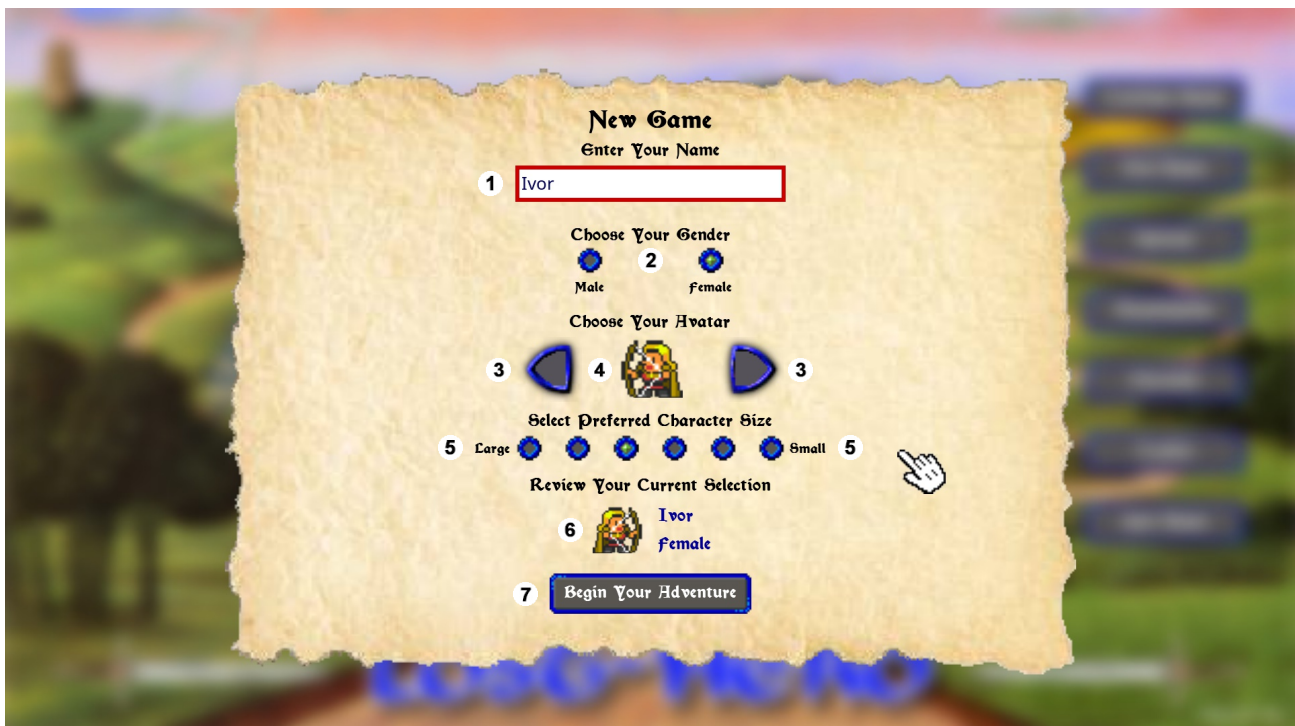 New Game
Enter Your Name
1 Ivor
Choose Your Gender
2
Male Female
Choose Your Avatar
3 4 3
Select Preferred Character Size
5 Large Small 5
Review Your Current Selection
Ivor
6
Female
7 Begin Your Adventure